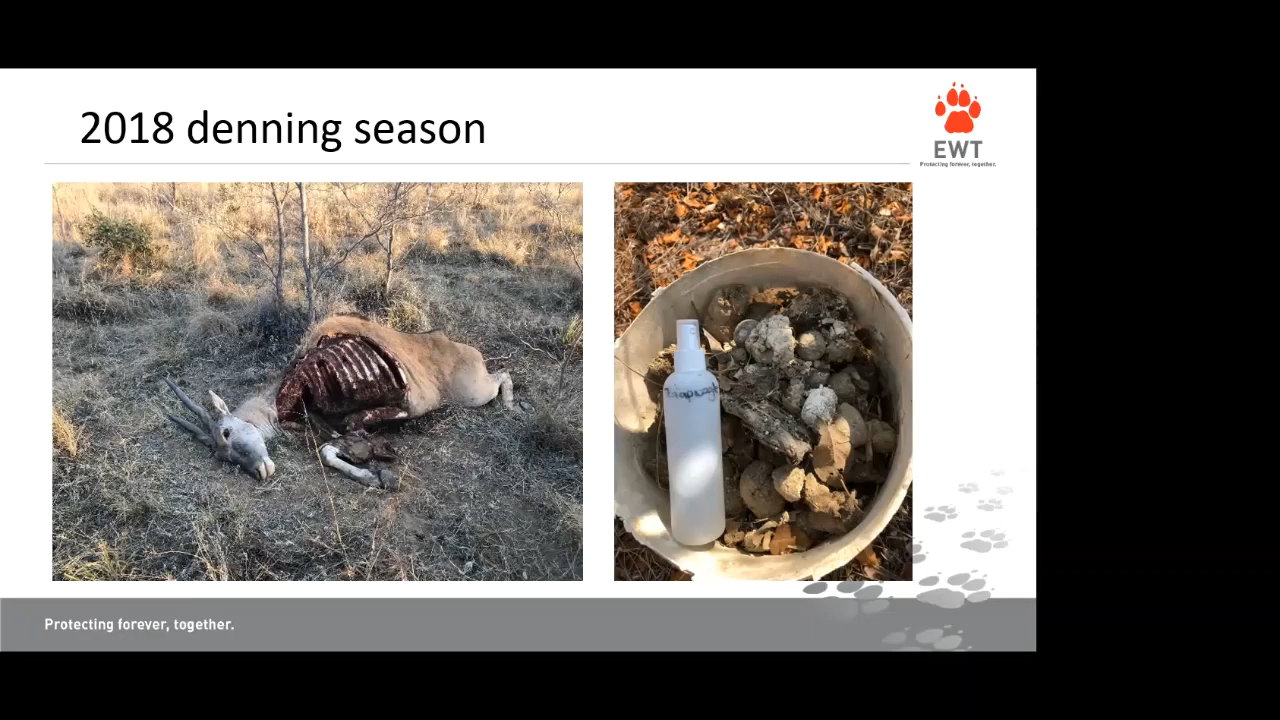 2018 denning season
EWT
Protecting forever, together.
Protecting forever, together.